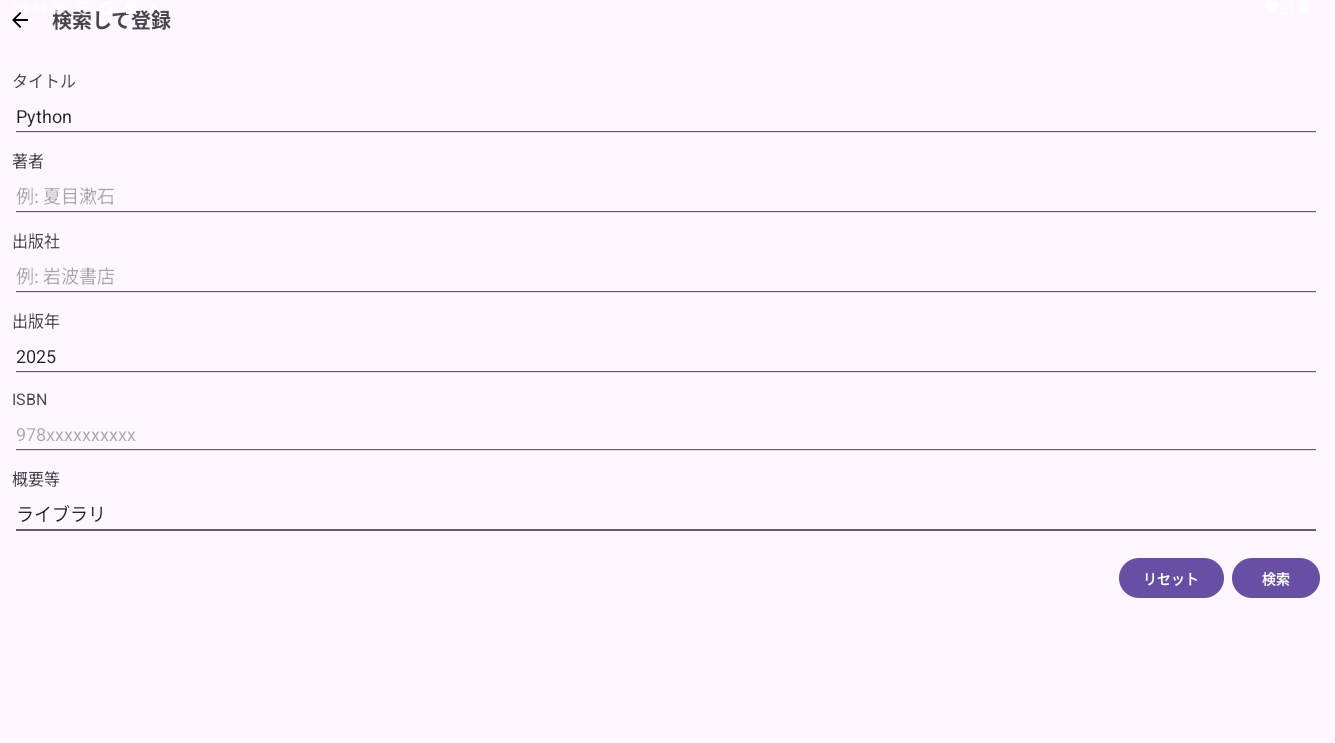 検索して登録
タイトル
Python
著者
例: 夏目漱石
出版社
例: 岩波書店
出版年
2025
ISBN
978xxxxxxxxxx
概要等
ライブラリ
リセット 検索